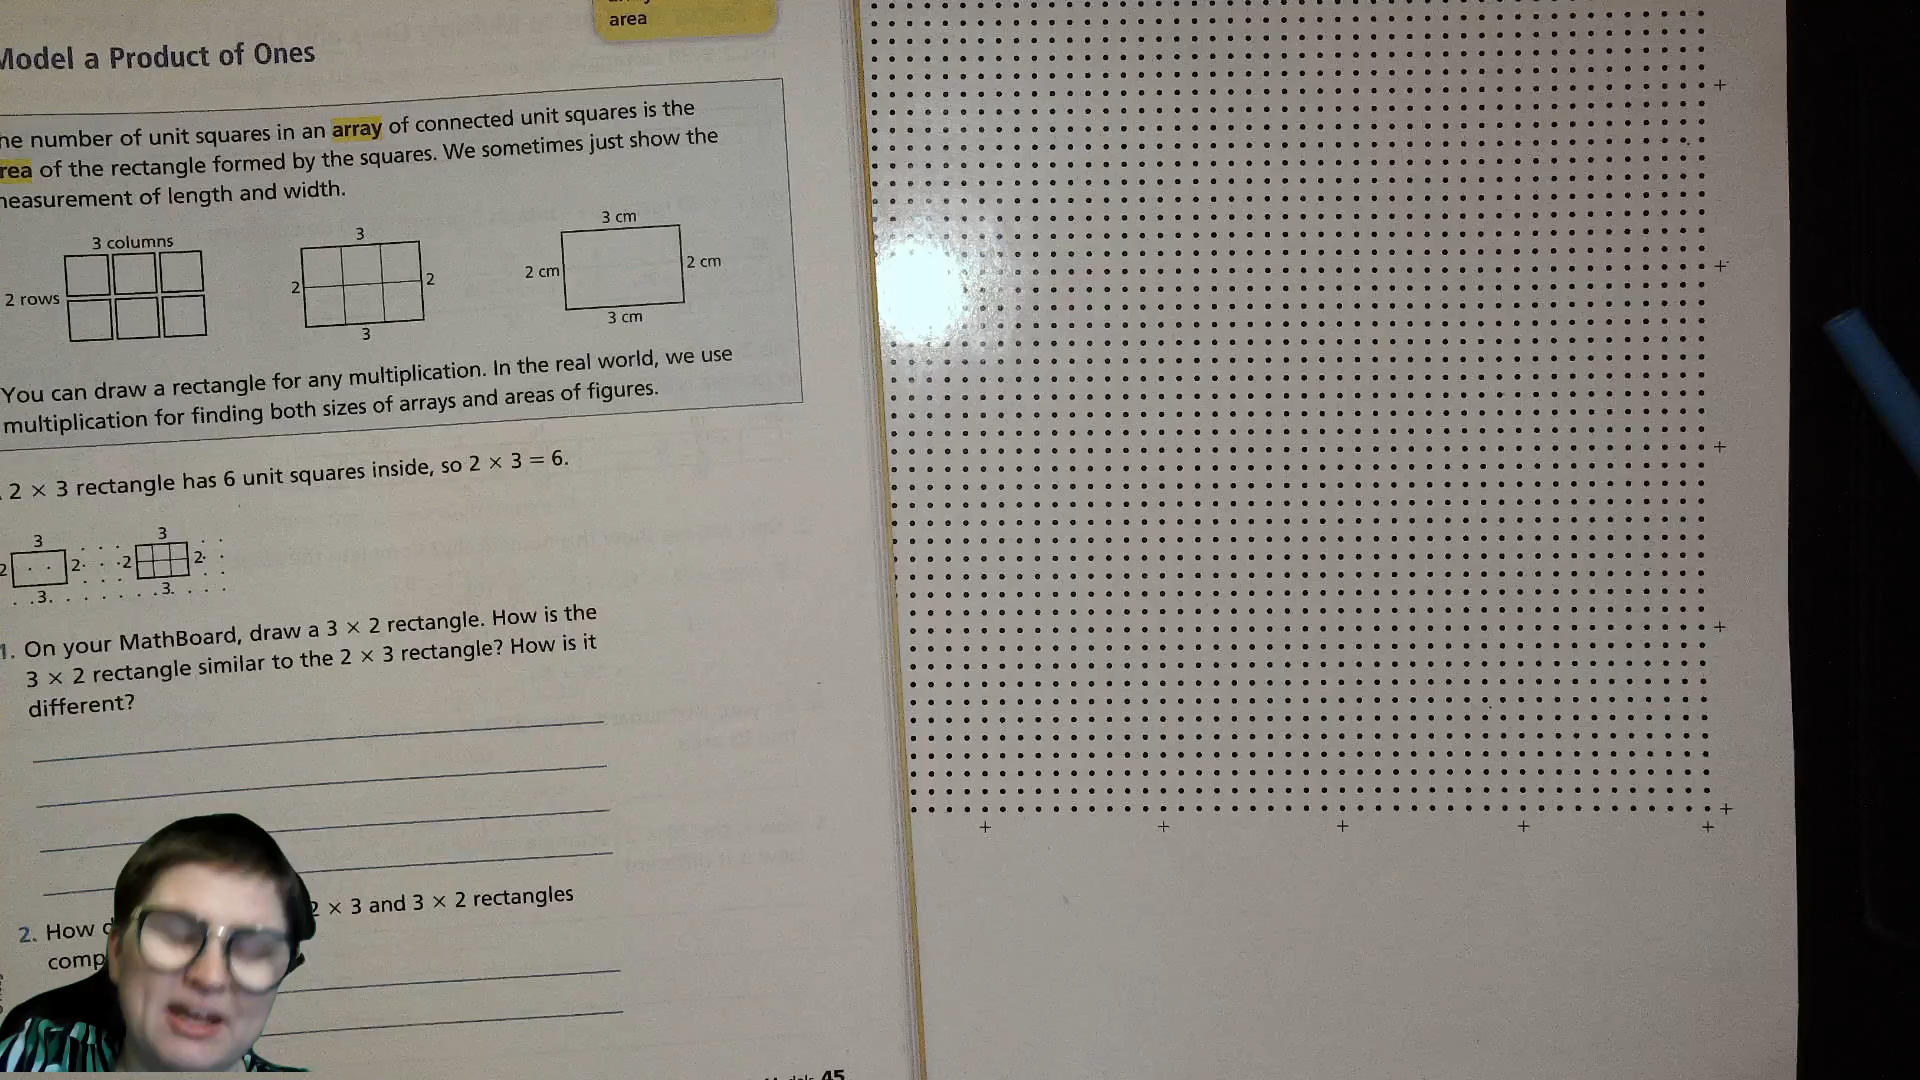 area
Model a Product of Ones
he number of unit squares in an array of connected unit squares is the
rea of the rectangle formed by the squares. We sometimes just show the
measurement of length and width.
3 columns
2 rows
3
2
2
3
3 cm
2 cm
2 cm
3 cm
You can draw a rectangle for any multiplication. In the real world, we use
multiplication for finding both sizes of arrays and areas of figures.
2 × 3 rectangle has 6 unit squares inside, so 2 × 3 = 6.
3
2
2
3
3
2
2
3
1. On your MathBoard, draw a 3 × 2 rectangle. How is the
3 × 2 rectangle similar to the 2 × 3 rectangle? How is it
different?
2. How 2 × 3 and 3 × 2 rectangles
comp
45